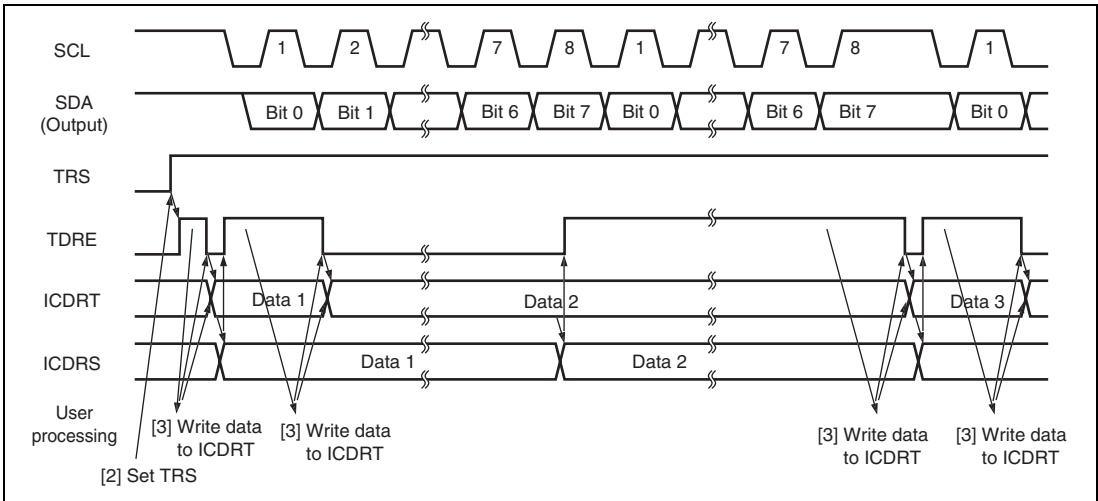 SCL 1 2 7 8 1 7 8 1
SDA
(Output)
Bit 0 Bit 1 Bit 6 Bit 7 Bit 0 Bit 6 Bit 7 Bit 0
TRS
TDRE
ICDRT Data 1 Data 2 Data 3
ICDRS Data 1 Data 2
User
processing
[3] Write data
to ICDRT
[3] Write data
to ICDRT
[3] Write data
to ICDRT
[3] Write data
to ICDRT
[2] Set TRS